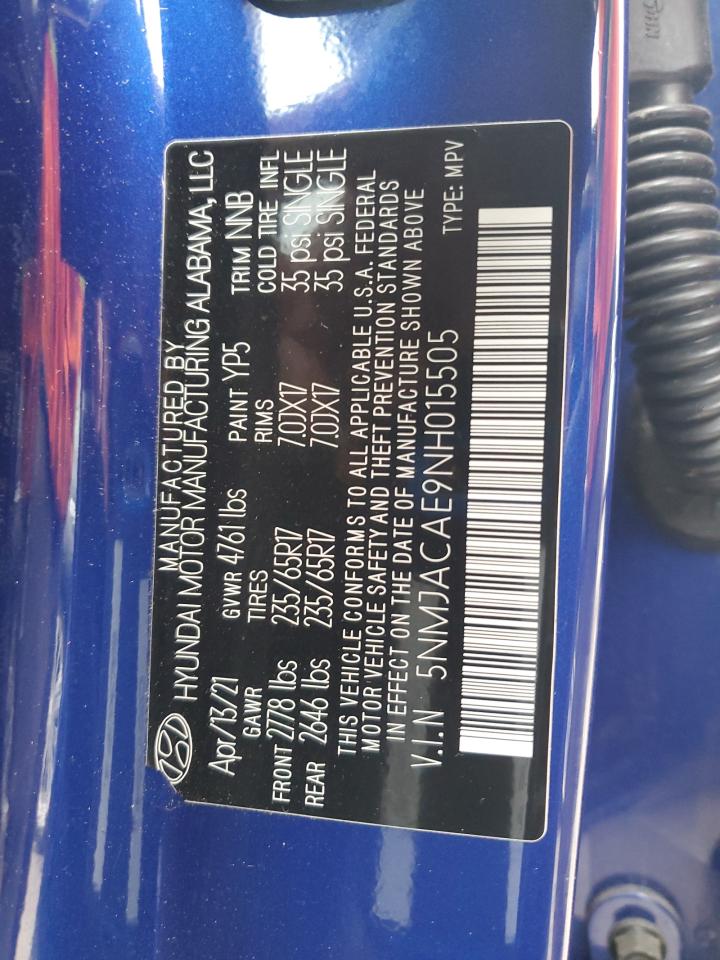 MANUFACTURED BY
HYUNDAI MOTOR MANUFACTURING ALABAMA, LLC
Apr/13/21 GVWR 4761 lbs PAINT YP5 TRIM NNB
GAWR TIRES RIMS COLD TIRE INFL
FRONT 2778 lbs 235/65R17 7.0JX17 35 psi SINGLE
REAR 2646 lbs 235/65R17 7.0JX17 35 psi SINGLE
THIS VEHICLE CONFORMS TO ALL APPLICABLE U.S.A. FEDERAL
MOTOR VEHICLE SAFETY AND THEFT PREVENTION STANDARDS
IN EFFECT ON THE DATE OF MANUFACTURE SHOWN ABOVE
V.I.N 5NMJACAE9NH015505 TYPE: MPV